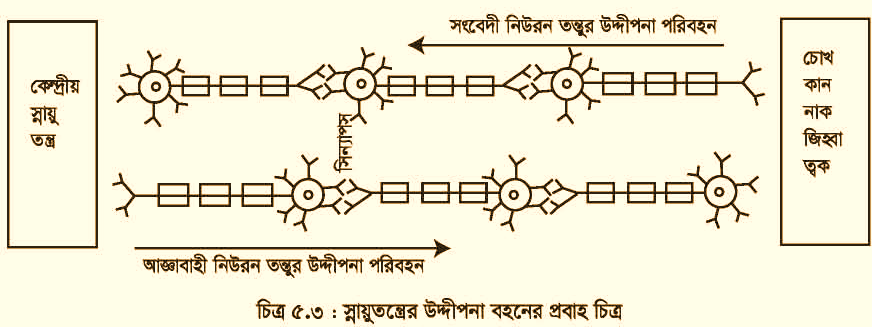 সংবেদী নিউরন তন্তুর উদ্দীপনা পরিবহন
কেন্দ্রীয়
স্নায়ু
তন্ত্র
চোখ
কান
নাক
জিহ্বা
ত্বক
সিন্যাপস
আজ্ঞাবাহী নিউরন তন্তুর উদ্দীপনা পরিবহন
চিত্র ৫.৩ : স্নায়ুতন্ত্রের উদ্দীপনা বহনের প্রবাহ চিত্র